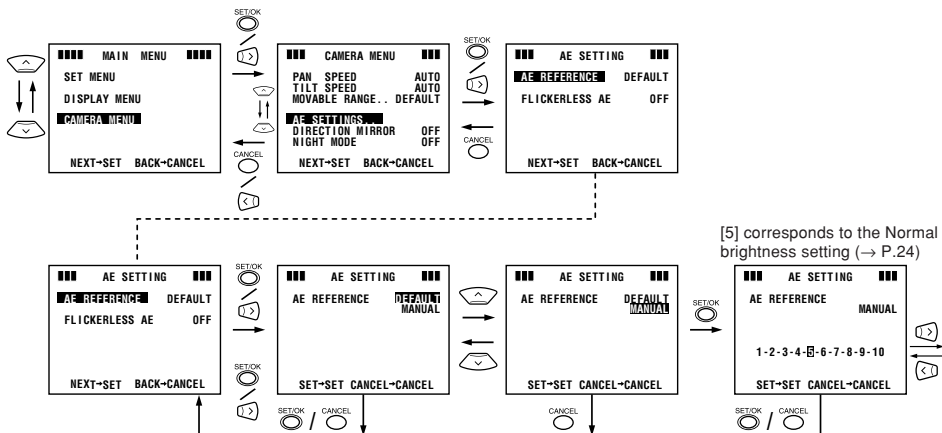 SET/OK
MAIN MENU
SET MENU
DISPLAY MENU
CAMERA MENU
NEXT→SET BACK→CANCEL
CANCEL
CAMERA MENU
PAN SPEED AUTO
TILT SPEED AUTO
MOVABLE RANGE.. DEFAULT
AE SETTINGS..
DIRECTION MIRROR OFF
NIGHT MODE OFF
NEXT→SET BACK→CANCEL
SET/OK
CANCEL
AE SETTING
AE REFERENCE DEFAULT
FLICKERLESS AE OFF
NEXT→SET BACK→CANCEL
[5] corresponds to the Normal
brightness setting (→ P.24)
AE SETTING
AE REFERENCE DEFAULT
FLICKERLESS AE OFF
NEXT→SET BACK→CANCEL
SET/OK
SET/OK
AE SETTING
AE REFERENCE DEFAULT
MANUAL
SET→SET CANCEL→CANCEL
SET/OK / CANCEL
AE SETTING
AE REFERENCE DEFAULT
MANUAL
SET→SET CANCEL→CANCEL
CANCEL
SET/OK
AE SETTING
AE REFERENCE
MANUAL
1-2-3-4-5-6-7-8-9-10
SET→SET CANCEL→CANCEL
SET/OK / CANCEL